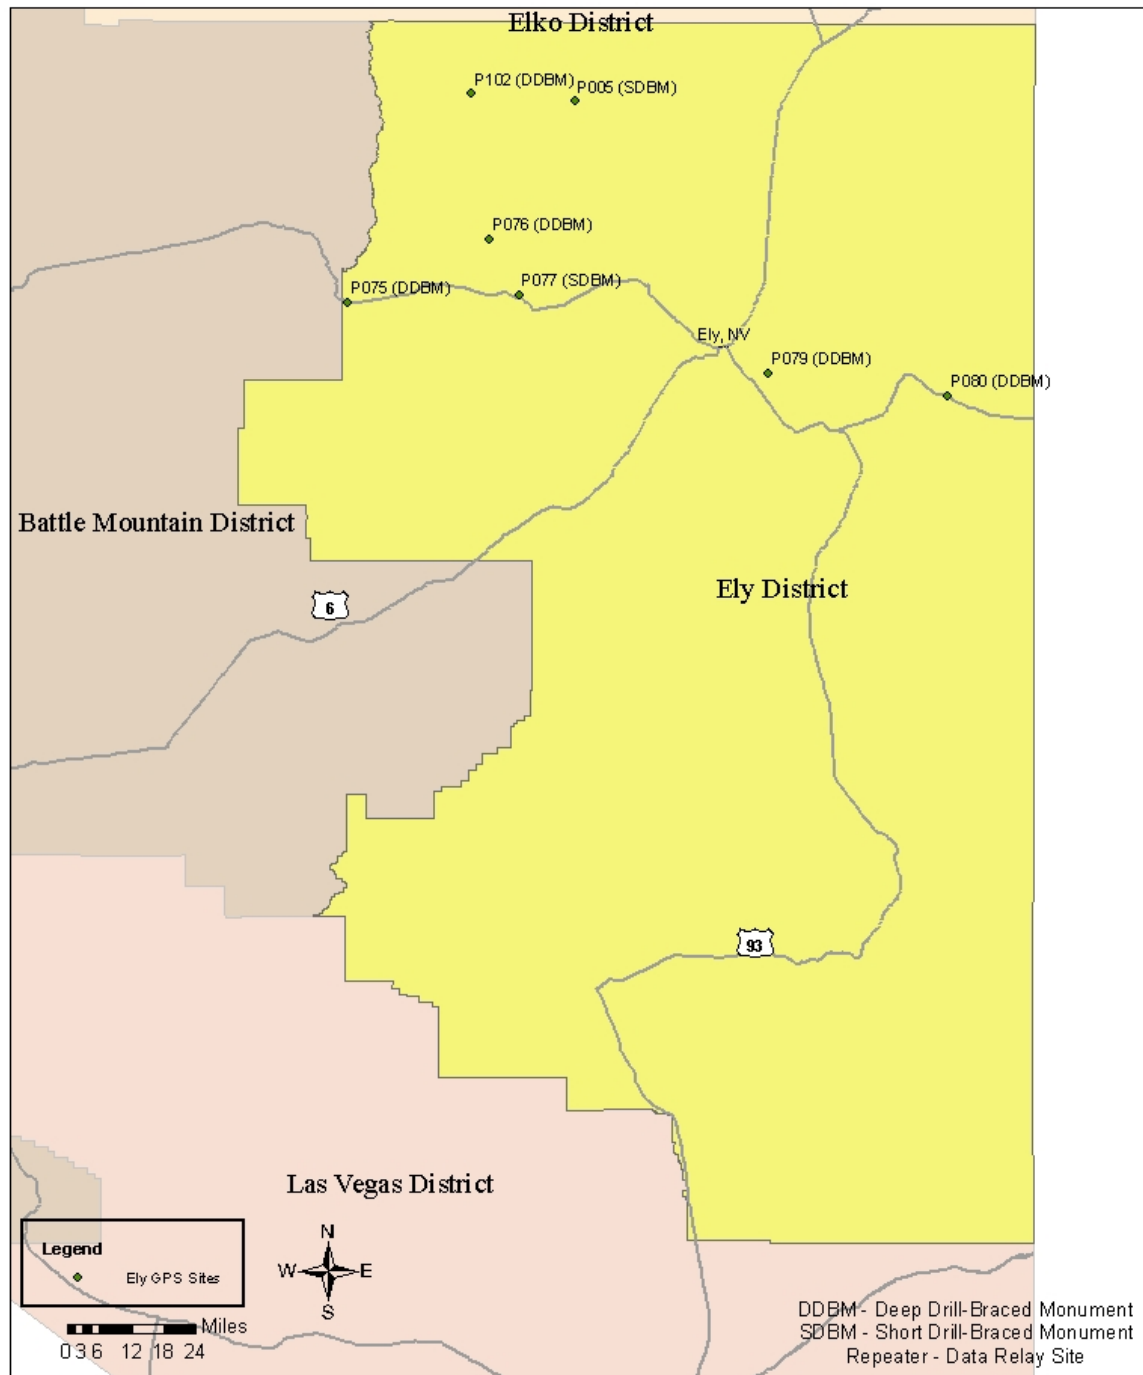 Elko District
P102 (DDBM)
P005 (SDBM)
P076 (DDBM)
P075 (DDBM)
P077 (SDBM)
Ely, NV
P079 (DDBM)
P080 (DDBM)
Battle Mountain District
Ely District
6
93
Las Vegas District
Legend
Ely GPS Sites
N
W E
S
Miles
0 3 6 12 18 24
DDBM - Deep Drill-Braced Monument
SDBM - Short Drill-Braced Monument
Repeater - Data Relay Site